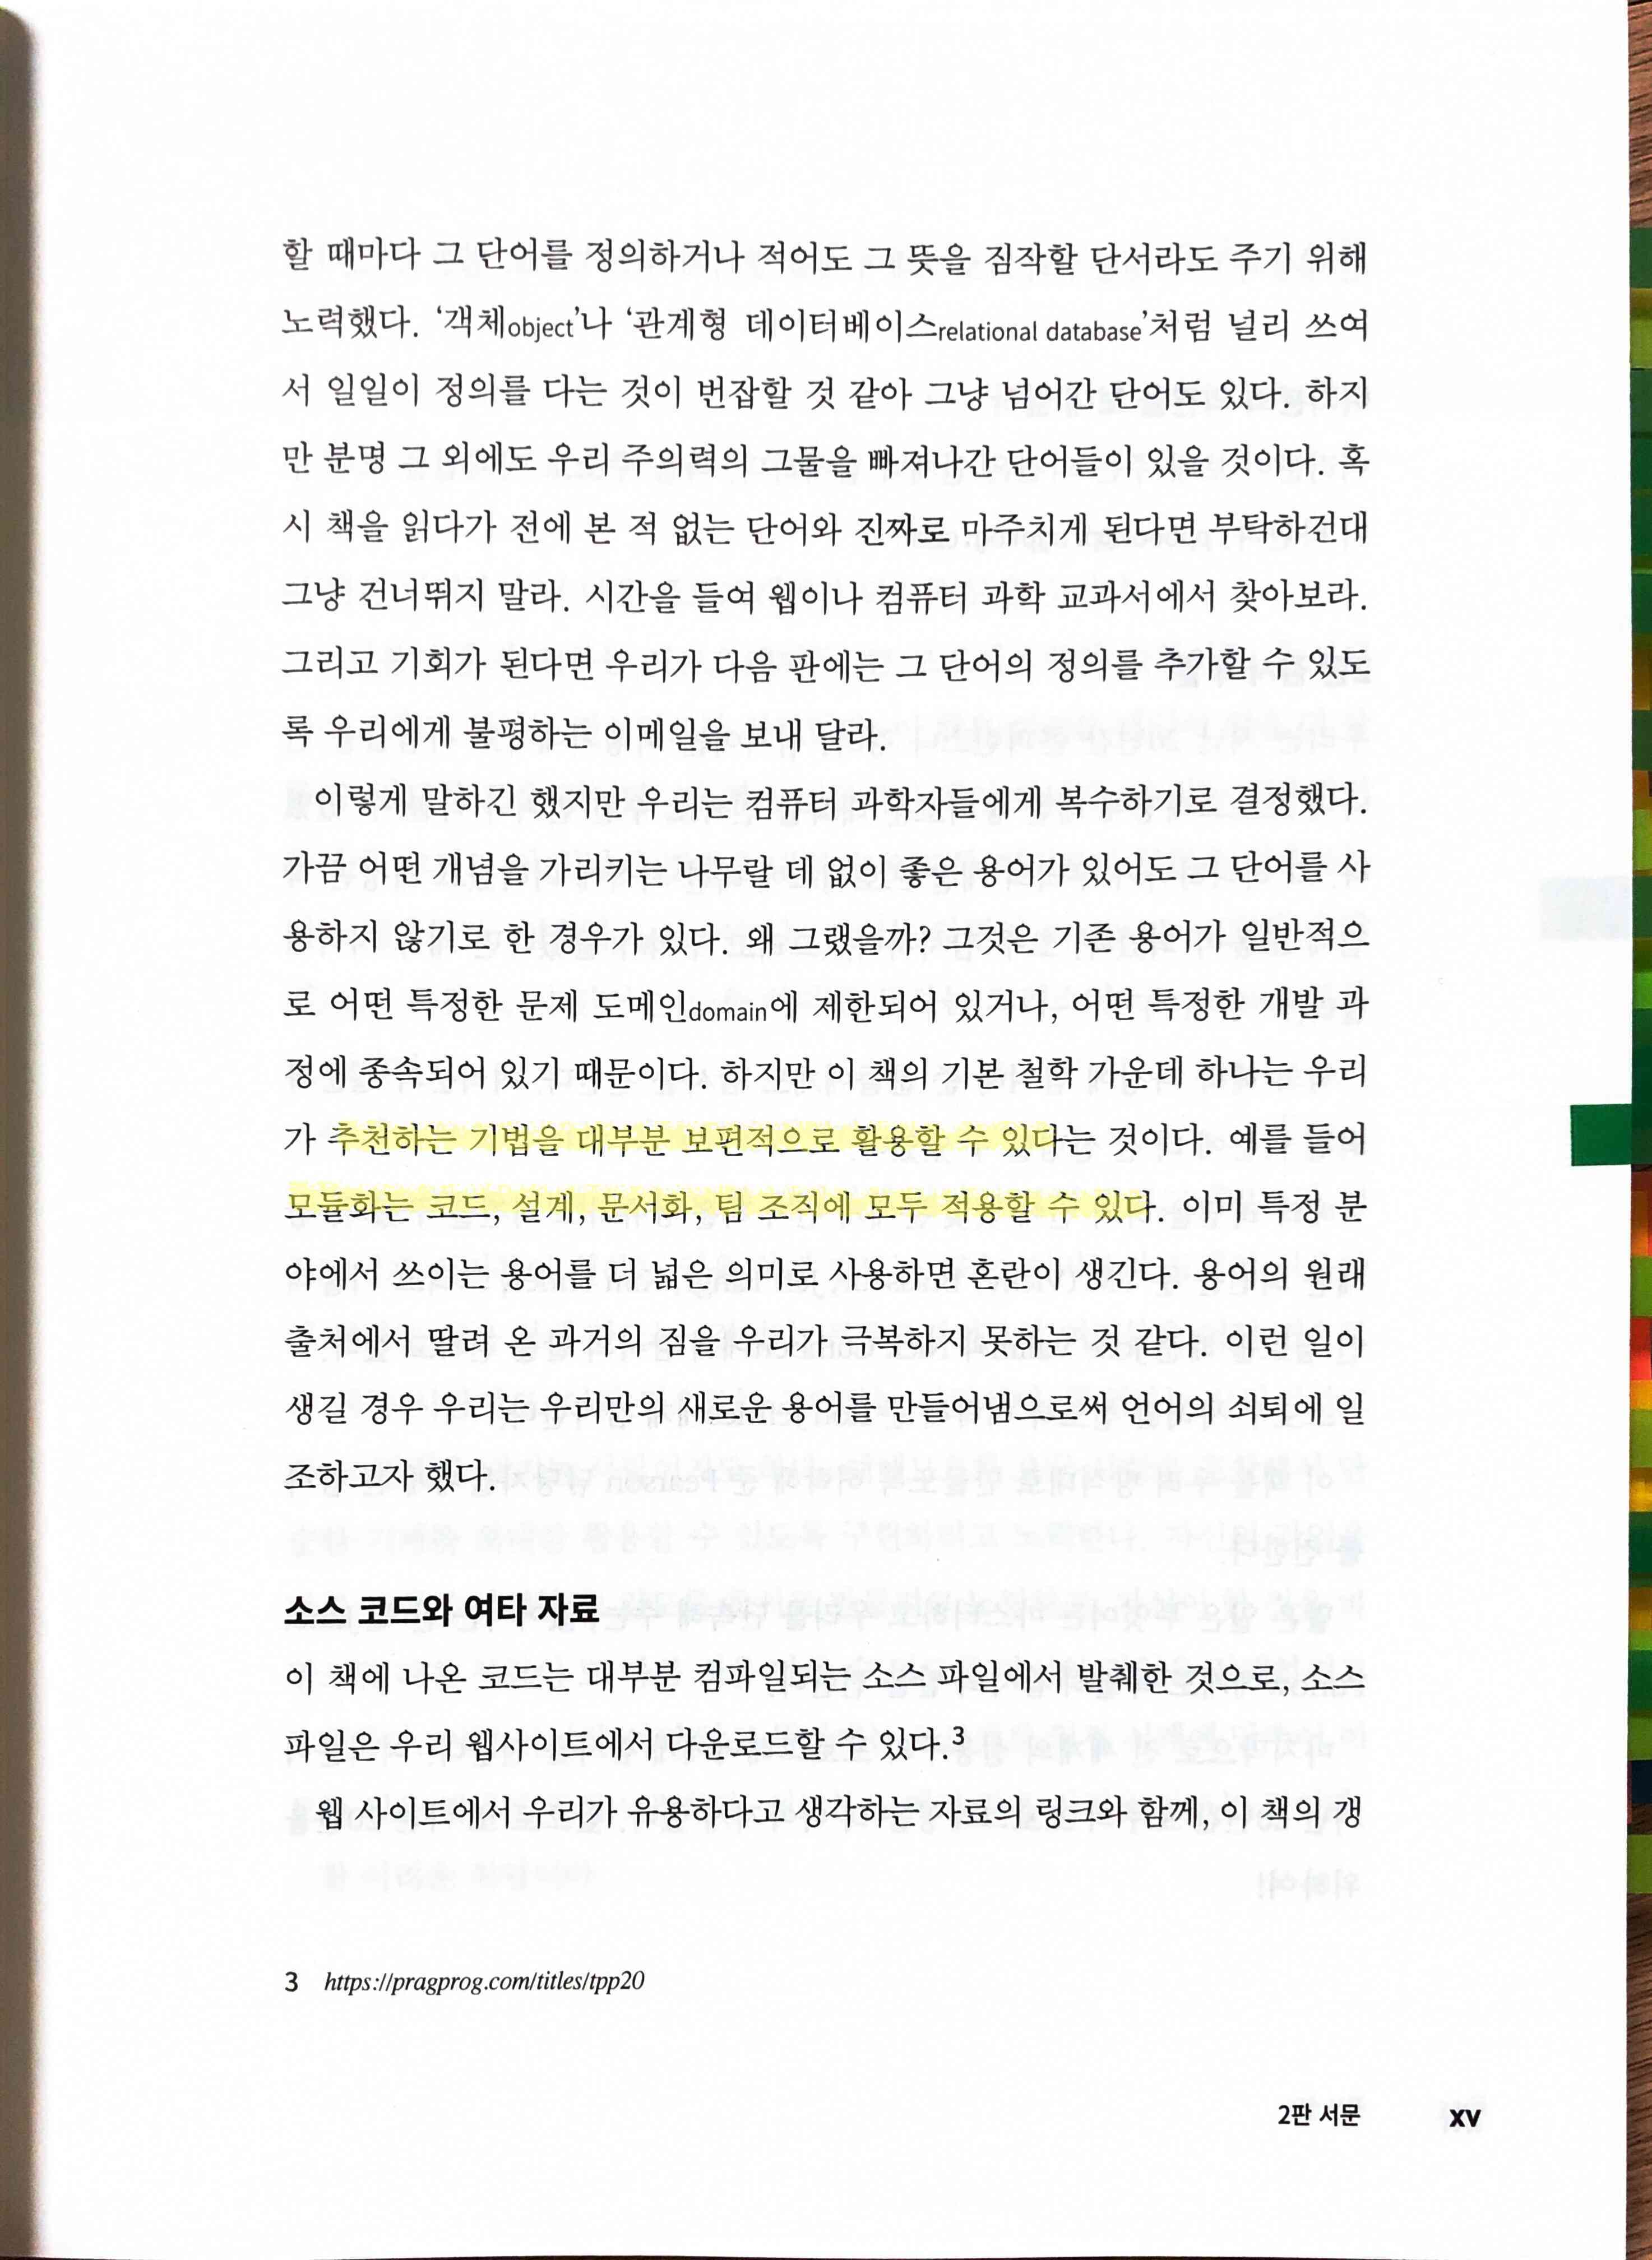 할 때마다 그 단어를 정의하거나 적어도 그 뜻을 짐작할 단서라도 주기 위해
노력했다. ‘객체object’나 ‘관계형 데이터베이스relational database’처럼 널리 쓰여
서 일일이 정의를 다는 것이 번잡할 것 같아 그냥 넘어간 단어도 있다. 하지
만 분명 그 외에도 우리 주의력의 그물을 빠져나간 단어들이 있을 것이다. 혹
시 책을 읽다가 전에 본 적 없는 단어와 진짜로 마주치게 된다면 부탁하건대
그냥 건너뛰지 말라. 시간을 들여 웹이나 컴퓨터 과학 교과서에서 찾아보라.
그리고 기회가 된다면 우리가 다음 판에는 그 단어의 정의를 추가할 수 있도
록 우리에게 불평하는 이메일을 보내 달라.
이렇게 말하긴 했지만 우리는 컴퓨터 과학자들에게 복수하기로 결정했다.
가끔 어떤 개념을 가리키는 나무랄 데 없이 좋은 용어가 있어도 그 단어를 사
용하지 않기로 한 경우가 있다. 왜 그랬을까? 그것은 기존 용어가 일반적으
로 어떤 특정한 문제 도메인domain에 제한되어 있거나, 어떤 특정한 개발 과
정에 종속되어 있기 때문이다. 하지만 이 책의 기본 철학 가운데 하나는 우리
가 추천하는 기법을 대부분 보편적으로 활용할 수 있다는 것이다. 예를 들어
모듈화는 코드, 설계, 문서화, 팀 조직에 모두 적용할 수 있다. 이미 특정 분
야에서 쓰이는 용어를 더 넓은 의미로 사용하면 혼란이 생긴다. 용어의 원래
출처에서 딸려 온 과거의 짐을 우리가 극복하지 못하는 것 같다. 이런 일이
생길 경우 우리는 우리만의 새로운 용어를 만들어냄으로써 언어의 쇠퇴에 일
조하고자 했다.
소스 코드와 여타 자료
이 책에 나온 코드는 대부분 컴파일되는 소스 파일에서 발췌한 것으로, 소스
파일은 우리 웹사이트에서 다운로드할 수 있다.3
웹 사이트에서 우리가 유용하다고 생각하는 자료의 링크와 함께, 이 책의 갱
3 https://pragprog.com/titles/tpp20
2판 서문 xv